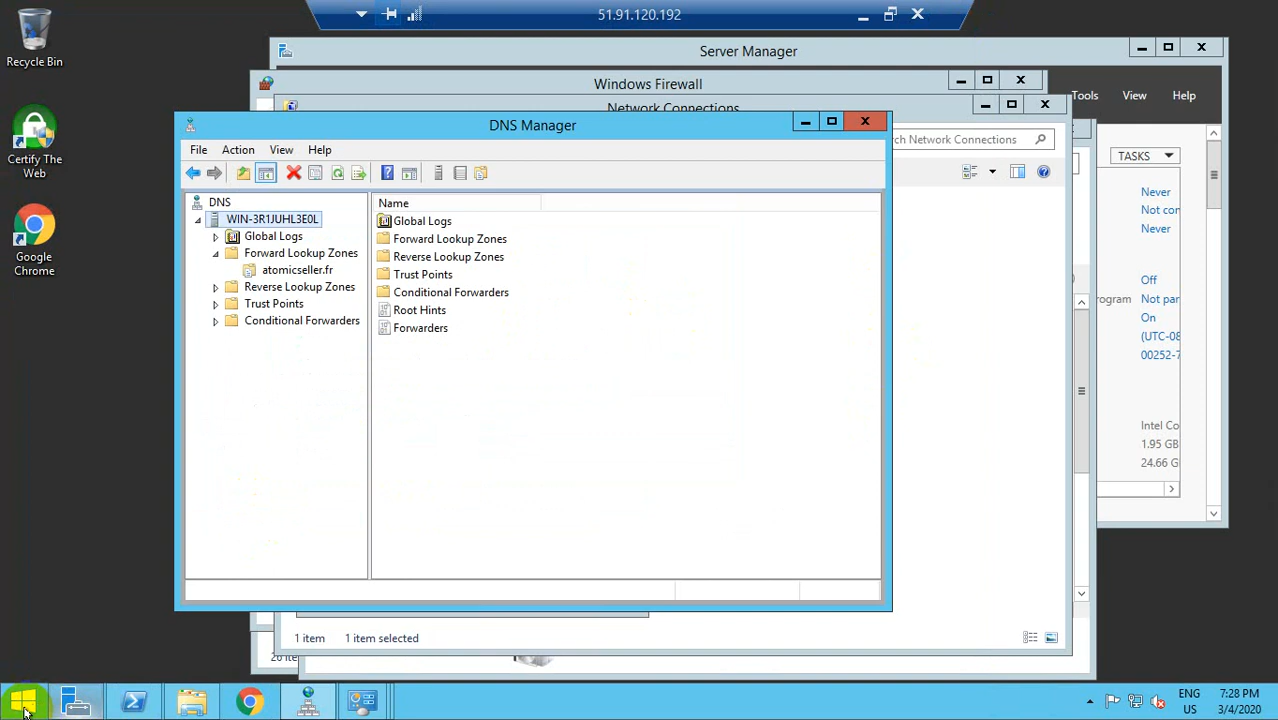 51.91.120.192
Recycle Bin
Certify The
Web
Google
Chrome
Server Manager
Tools
View
Help
Windows Firewall
Network Connections
rch Network Connections
TASKS
DNS Manager
File
Action
View
Help
DNS
WIN-3R1JUHL3E0L
Global Logs
Forward Lookup Zones
atomicseller.fr
Reverse Lookup Zones
Trust Points
Conditional Forwarders
Name
Global Logs
Forward Lookup Zones
Reverse Lookup Zones
Trust Points
Conditional Forwarders
Root Hints
Forwarders
Never
Not con
Never
Off
rogram
Not par
On
(UTC-08
00252-7
Intel Co
1.95 GB
24.66 G
1 item
1 item selected
26 ite
ENG
US
7:28 PM
3/4/2020